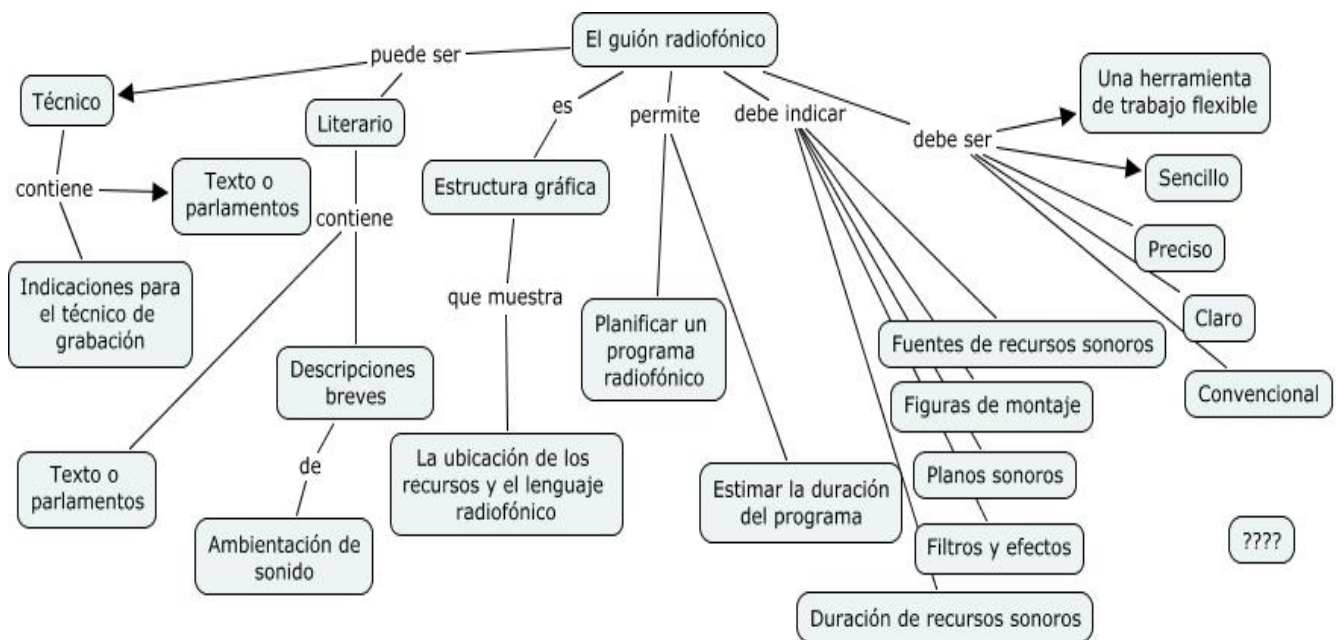 El guión radiofónico
puede ser
Técnico
contiene
Texto o
parlamentos
Indicaciones para
el técnico de
grabación
Literario
contiene
Texto o
parlamentos
Descripciones
breves
de
Ambientación de
sonido
es
Estructura gráfica
que muestra
La ubicación de los
recursos y el lenguaje
radiofónico
permite
Planificar un
programa
radiofónico
Estimar la duración
del programa
debe indicar
Fuentes de recursos sonoros
Figuras de montaje
Planos sonoros
Filtros y efectos
Duración de recursos sonoros
debe ser
Una herramienta
de trabajo flexible
Sencillo
Preciso
Claro
Convencional
????